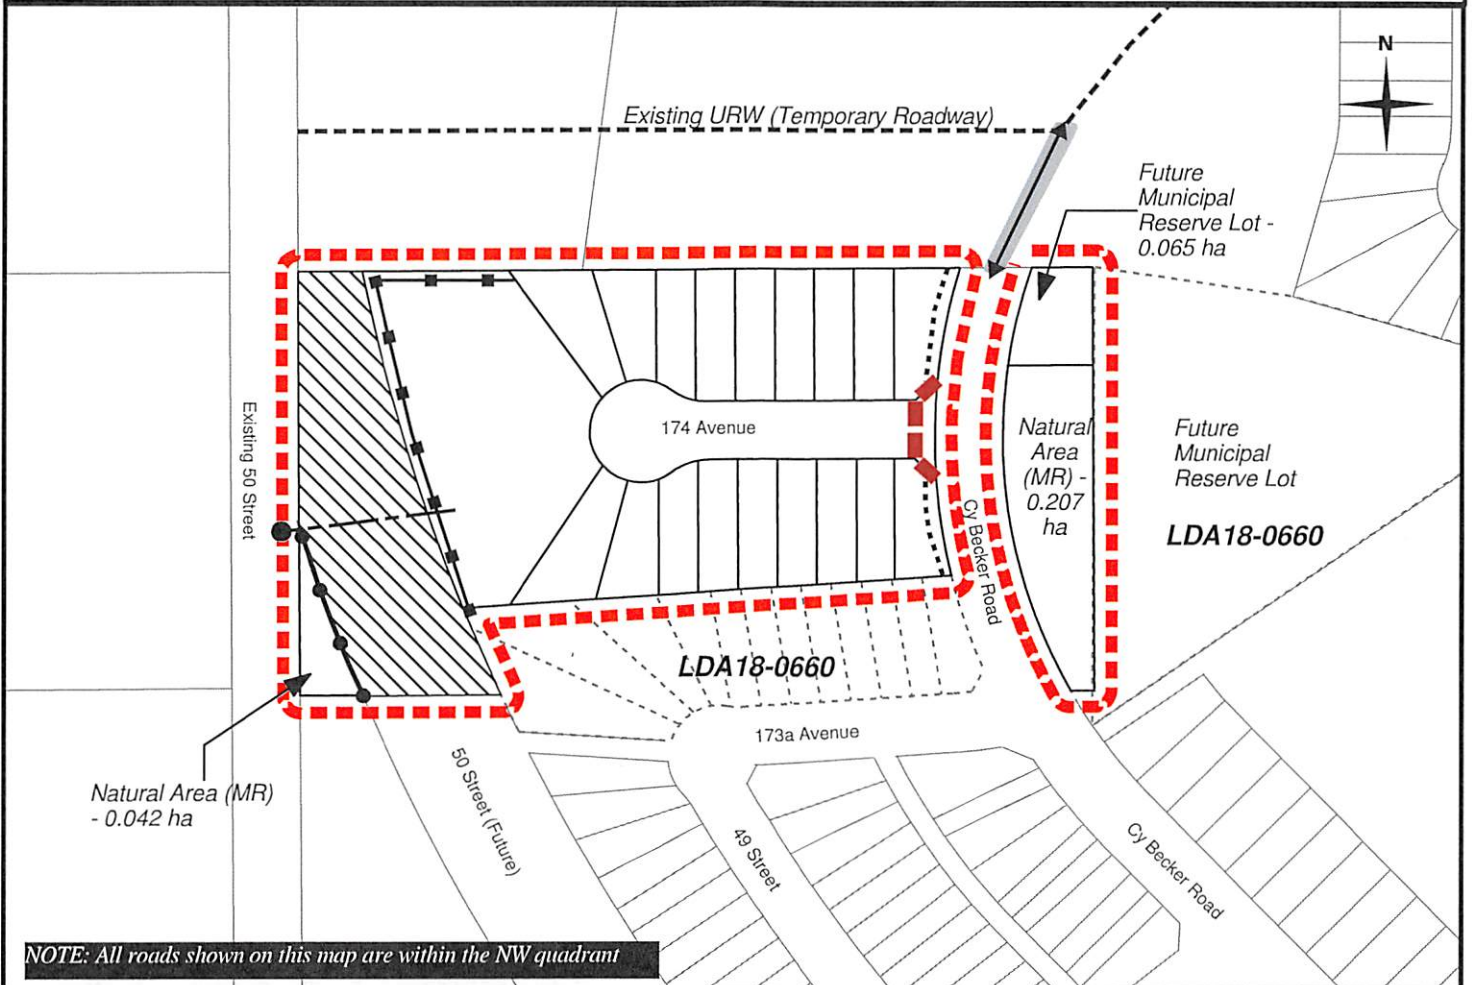 N
Existing URW (Temporary Roadway)
Future
Municipal
Reserve Lot -
0.065 ha
Existing 50 Street
174 Avenue
Cy Becker Road
Natural
Area
(MR) -
0.207
ha
Future
Municipal
Reserve Lot
LDA18-0660
LDA18-0660
173a Avenue
Natural Area (MR)
- 0.042 ha
50 Street (Future)
49 Street
Cy Becker Road
NOTE: All roads shown on this map are within the NW quadrant